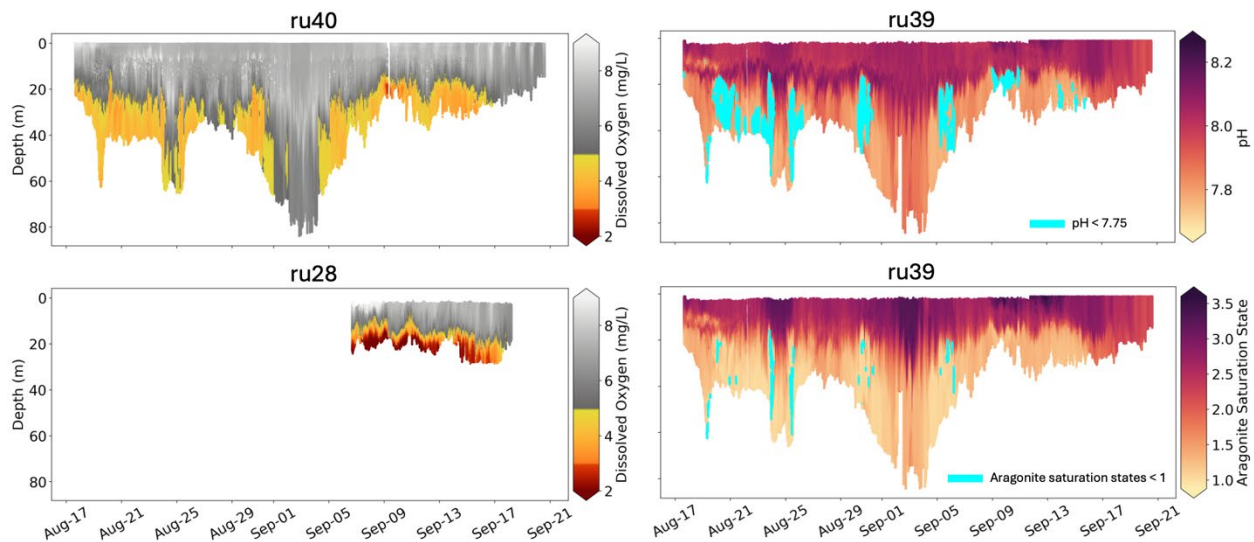 ru40
0
20
40
60
80
Depth (m)
8
6
4
2
Dissolved Oxygen (mg/L)
ru39
8.2
8.0
7.8
pH
pH < 7.75
ru28
0
20
40
60
80
Depth (m)
8
6
4
2
Dissolved Oxygen (mg/L)
Aug-17
Aug-21
Aug-25
Aug-29
Sep-01
Sep-05
Sep-09
Sep-13
Sep-17
Sep-21
ru39
3.5
3.0
2.5
2.0
1.5
1.0
Aragonite Saturation State
Aragonite saturation states < 1
Aug-17
Aug-21
Aug-25
Aug-29
Sep-01
Sep-05
Sep-09
Sep-13
Sep-17
Sep-21